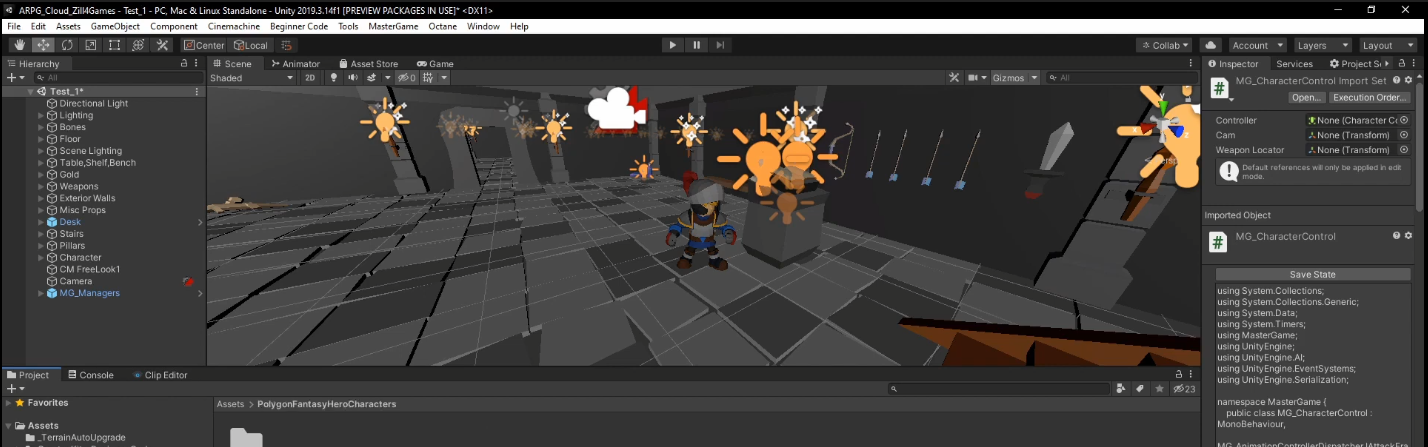 ARPG_Cloud_Zill4Games - Test_1 - PC, Mac & Linux Standalone - Unity 2019.3.14f1 [PREVIEW PACKAGES IN USE]* <DX11>
File Edit Assets GameObject Component Cinemachine Beginner Code Tools MasterGame Octane Window Help
Center Local Collab Account Layers Layout
Hierarchy
All
Test_1*
Directional Light
Lighting
Bones
Floor
Scene Lighting
Table,Shelf,Bench
Gold
Weapons
Exterior Walls
Misc Props
Desk
Stairs
Pillars
Character
CM FreeLook1
Camera
MG_Managers
Scene Animator Asset Store Game
Shaded 2D 0 Gizmos All
Inspector Services Project Se
MG_CharacterControl Import Set
Open... Execution Order...
Controller None (Character Co
Cam None (Transform)
Weapon Locator None (Transform)
Default references will only be applied in edit
mode.
Imported Object
MG_CharacterControl
Save State
using System.Collections;
using System.Collections.Generic;
using System.Data;
using System.Timers;
using MasterGame;
using UnityEngine;
using UnityEngine.AI;
using UnityEngine.EventSystems;
using UnityEngine.Serialization;
namespace MasterGame {
public class MG_CharacterControl :
MonoBehaviour,
Project Console Clip Editor
23
Favorites
Assets
_TerrainAutoUpgrade
Assets > PolygonFantasyHeroCharacters